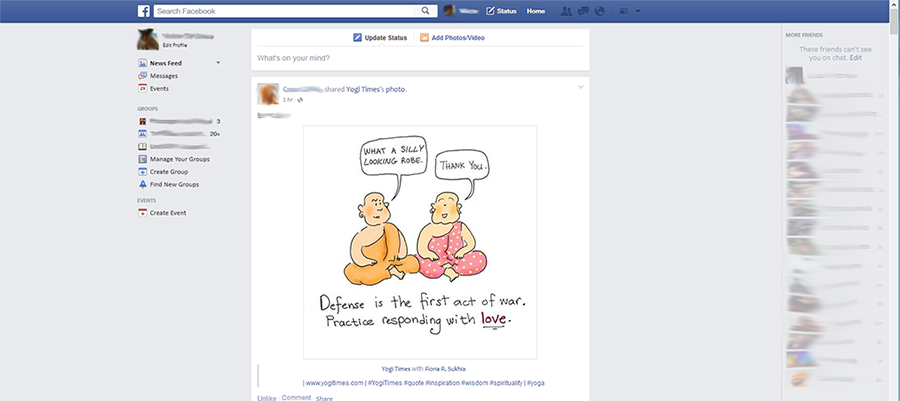 f
Search Facebook
Status
Home
Edit Profile
News Feed
Messages
Events
GROUPS
3
20+
Manage Your Groups
Create Group
Find New Groups
EVENTS
Create Event
Update Status
Add Photos/Video
What's on your mind?
shared Yogi Times's photo.
1 hr ·
WHAT A SILLY
LOOKING ROBE.
THANK YOU.
Defense is the first act of war.
Practice responding with love.
Yogi Times with Fiona R. Sukhia
| www.yogitimes.com | #YogiTimes #quote #inspiration #wisdom #spirituality | #yoga
Unlike · Comment · Share
MORE FRIENDS
These friends can't see
you on chat. Edit